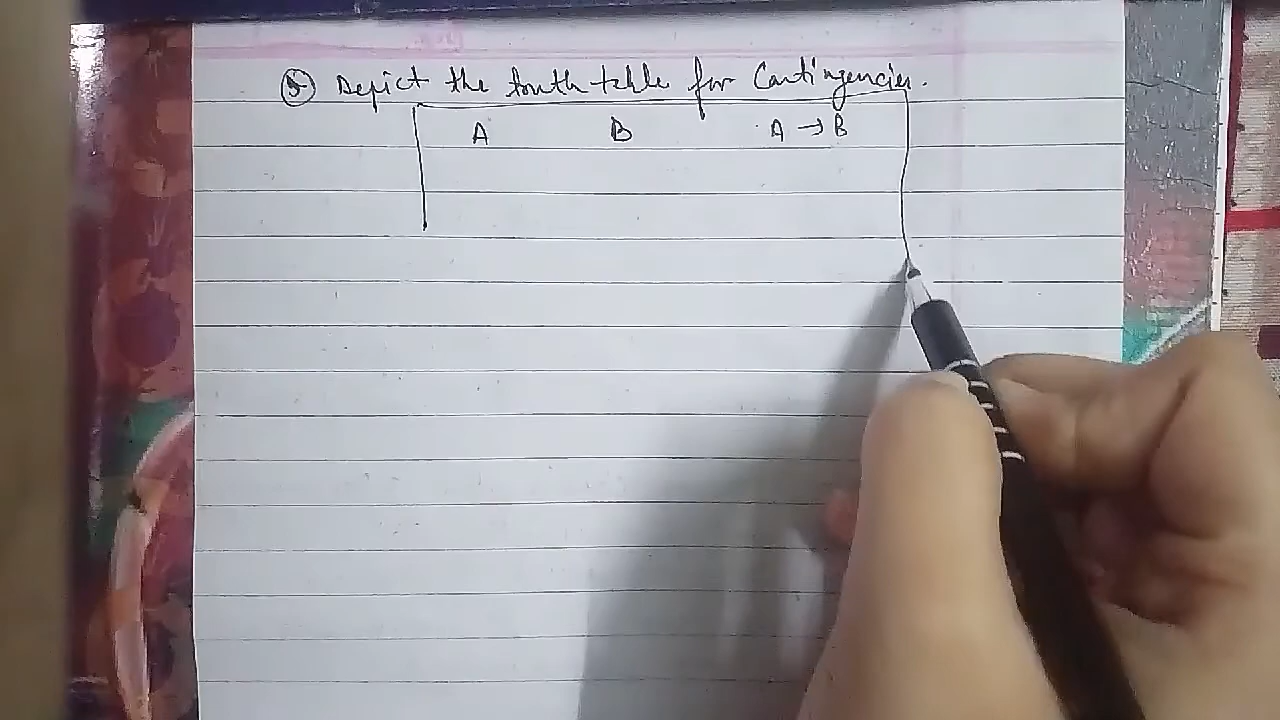 5. Depict the truth table for Contingencies.
A B A → B